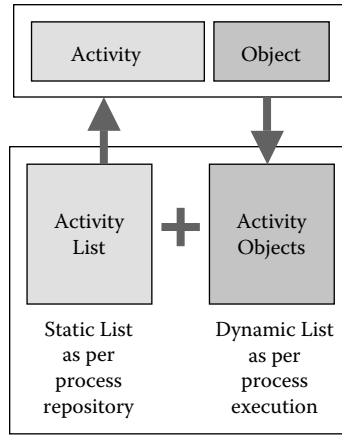 Activity
Object
Activity
List
Activity
Objects
Static List
as per
process
repository
Dynamic List
as per
process
execution